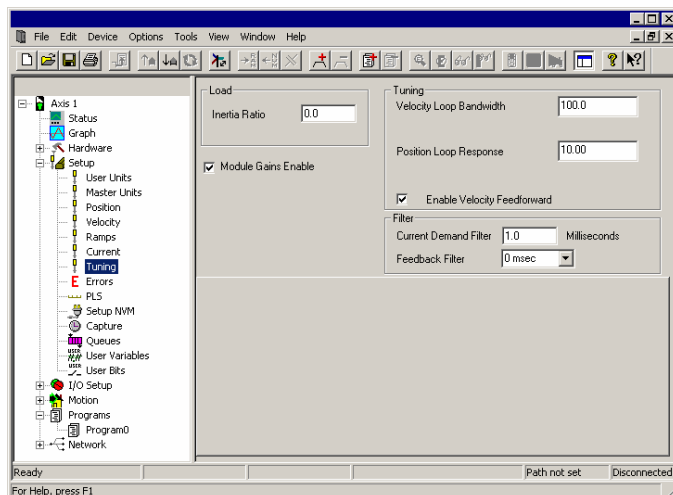 File Edit Device Options Tools View Window Help
Axis 1
Status
Graph
Hardware
Setup
User Units
Master Units
Position
Velocity
Ramps
Current
Tuning
Errors
PLS
Setup NVM
Capture
Queues
User Variables
User Bits
I/O Setup
Motion
Programs
Program0
Network
Load
Inertia Ratio 0.0
Module Gains Enable
Tuning
Velocity Loop Bandwidth 100.0
Position Loop Response 10.00
Enable Velocity Feedforward
Filter
Current Demand Filter 1.0 Milliseconds
Feedback Filter 0 msec
Ready Path not set Disconnected
For Help, press F1